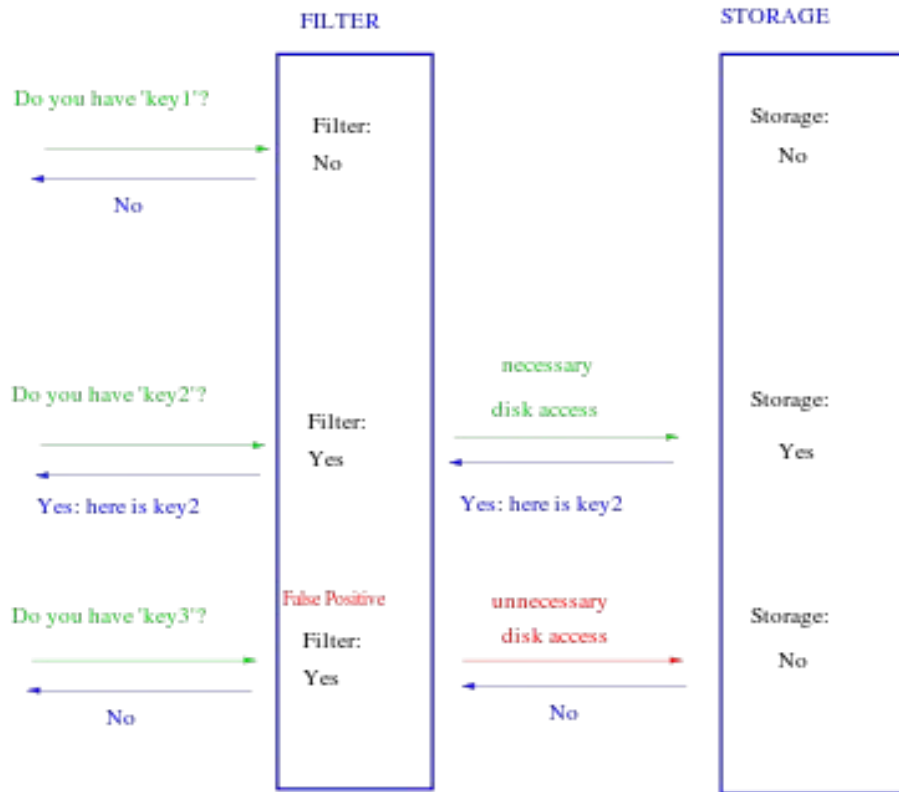 FILTER
STORAGE
Do you have 'key1'?
Filter:
No
No
Storage:
No
Do you have 'key2'?
Filter:
Yes
Yes: here is key2
necessary
disk access
Yes: here is key2
Storage:
Yes
Do you have 'key3'?
False Positive
Filter:
Yes
No
unnecessary
disk access
No
Storage:
No